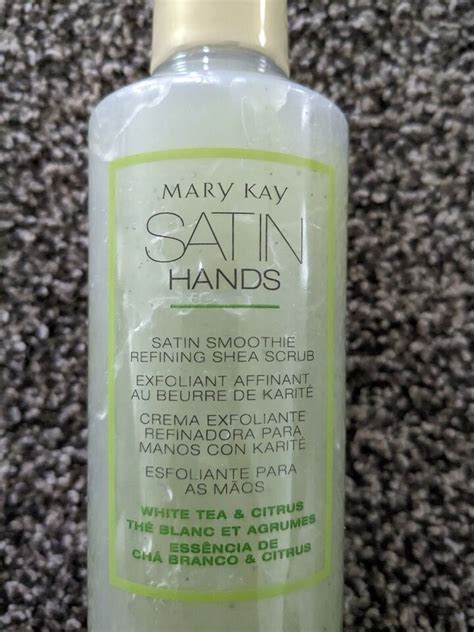 MARY KAY
SATIN
HANDS
SATIN SMOOTHIE
REFINING SHEA SCRUB
EXFOLIANT AFFINANT
AU BEURRE DE KARITÉ
CREMA EXFOLIANTE
REFINADORA PARA
MANOS CON KARITÉ
ESFOLIANTE PARA
AS MÃOS
WHITE TEA & CITRUS
THÉ BLANC ET AGRUMES
ESSÊNCIA DE
CHÁ BRANCO & CITRUS